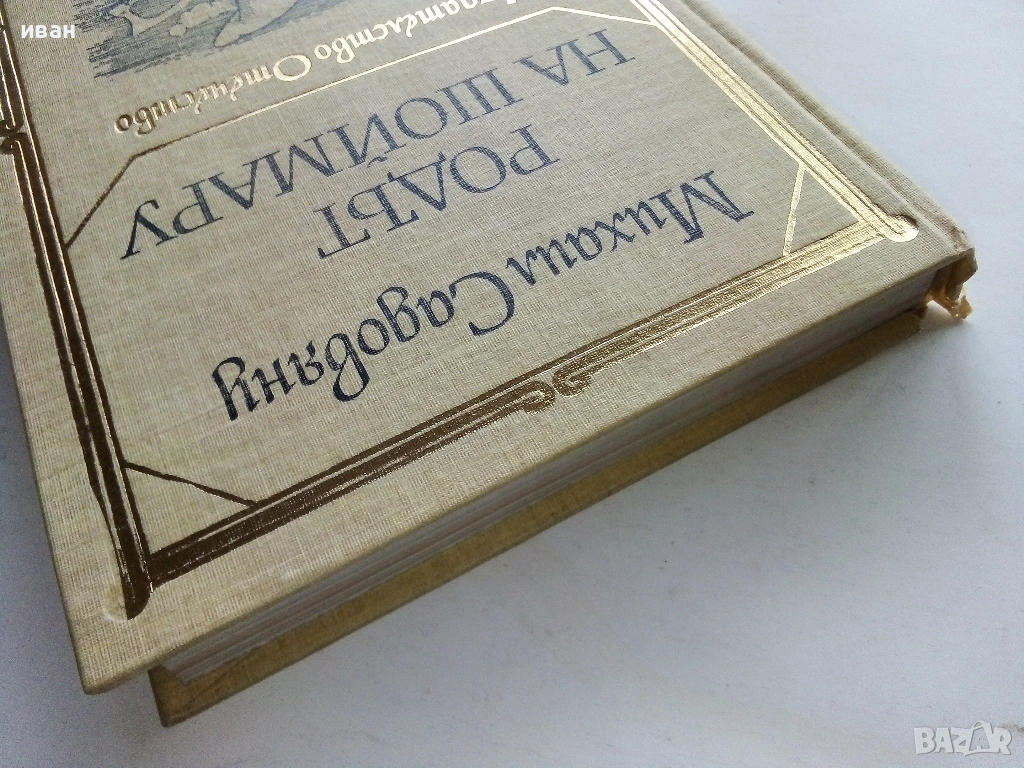 Михаил Садовяну
РОДЪТ
НА ШОЙМАРУ
Издателство Отечество
иван
BAZAR